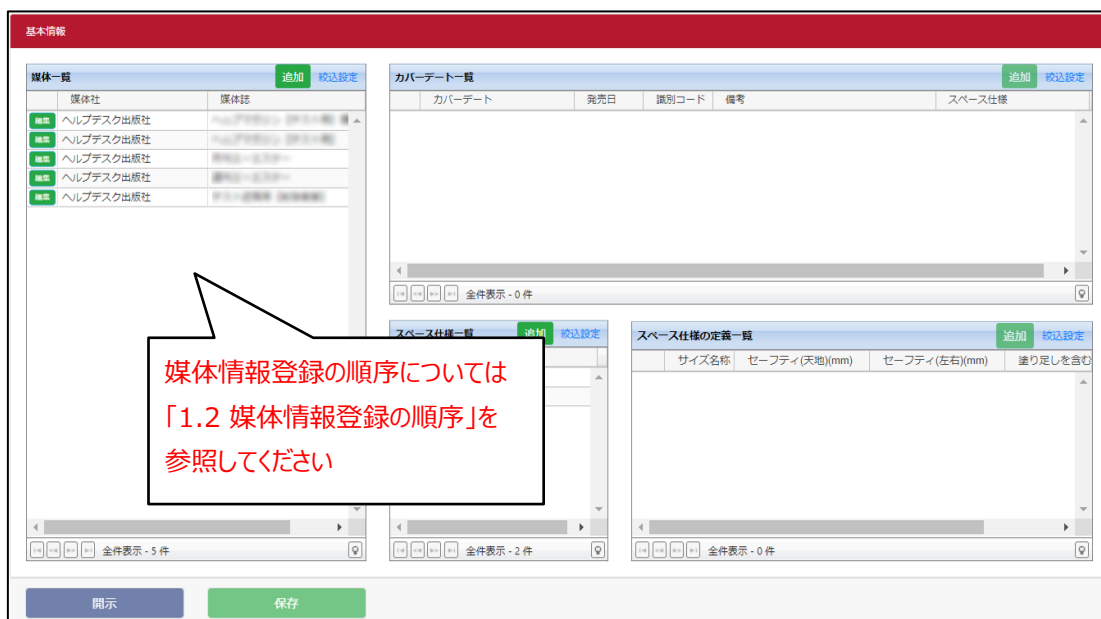 基本情報
媒体一覧 追加 絞込設定
媒体社 媒体誌
編集 ヘルプデスク出版社
編集 ヘルプデスク出版社
編集 ヘルプデスク出版社
編集 ヘルプデスク出版社
編集 ヘルプデスク出版社
全件表示 - 5 件
カバーデート一覧 追加 絞込設定
カバーデート 発売日 識別コード 備考 スペース仕様
全件表示 - 0 件
スペース仕様一覧 追加 絞込設定
全件表示 - 2 件
スペース仕様の定義一覧 追加 絞込設定
サイズ名称 セーフティ(天地)(mm) セーフティ(左右)(mm) 塗り足しを含む
全件表示 - 0 件
媒体情報登録の順序については
「1.2 媒体情報登録の順序」を
参照してください
開示 保存